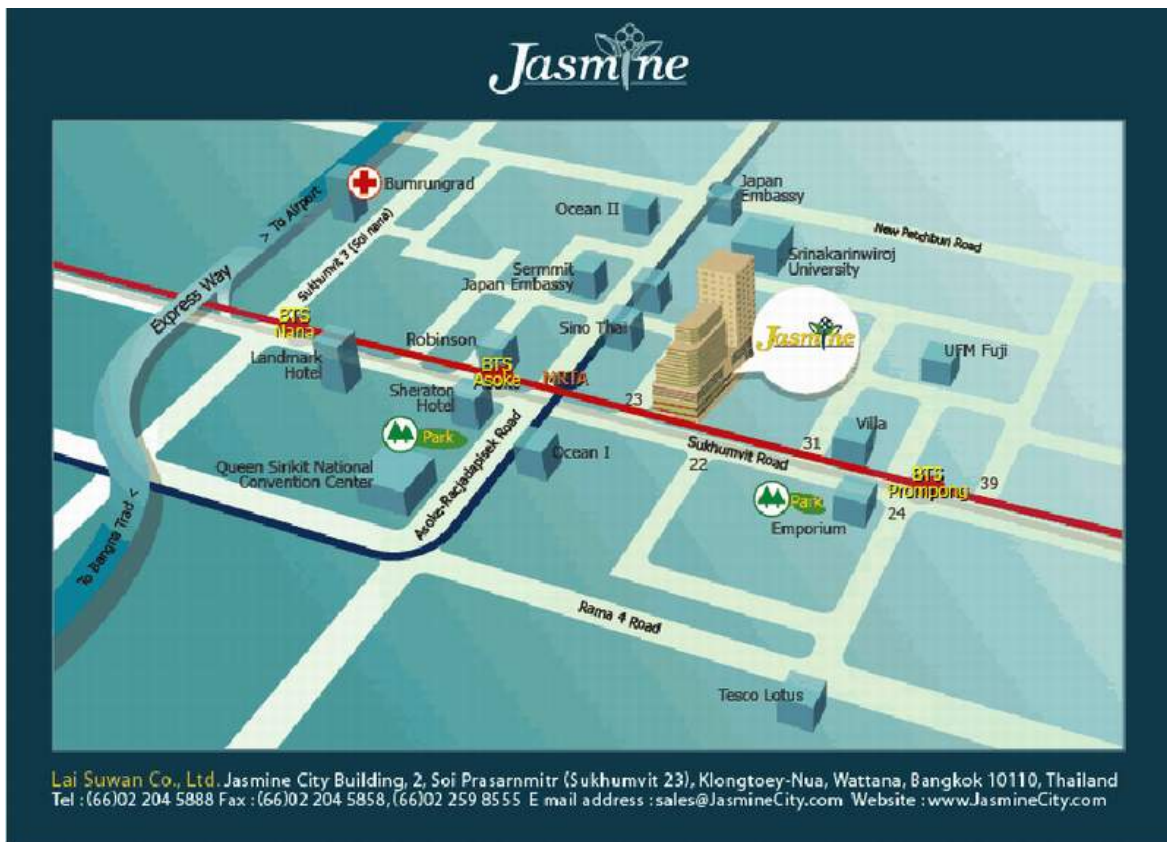 Jasmine
Bumrungrad
> To Airport
Sukhumvit 3 (Soi nana)
Express Way
BTS
Nana
Landmark
Hotel
Ocean II
Japan
Embassy
New Petchburi Road
Srinakarinwiroj
University
Sermmit
Japan Embassy
Sino Thai
Jasmine
UFM Fuji
Robinson
BTS
Asoke
MRTA
Sheraton
Hotel
23
Park
Queen Sirikit National
Convention Center
Asoke-Racjadapisek Road
Ocean I
Sukhumvit Road
22
31
Villa
BTS
Prompong
39
Park
Emporium
24
To Bangna Trad <
Rama 4 Road
Tesco Lotus
Lai Suwan Co., Ltd. Jasmine City Building, 2, Soi Prasarnmitr (Sukhumvit 23), Klongtoey-Nua, Wattana, Bangkok 10110, Thailand
Tel :(66)02 204 5888 Fax :(66)02 204 5858,(66)02 259 8555 E mail address :sales@JasmineCity.com Website :www.JasmineCity.com